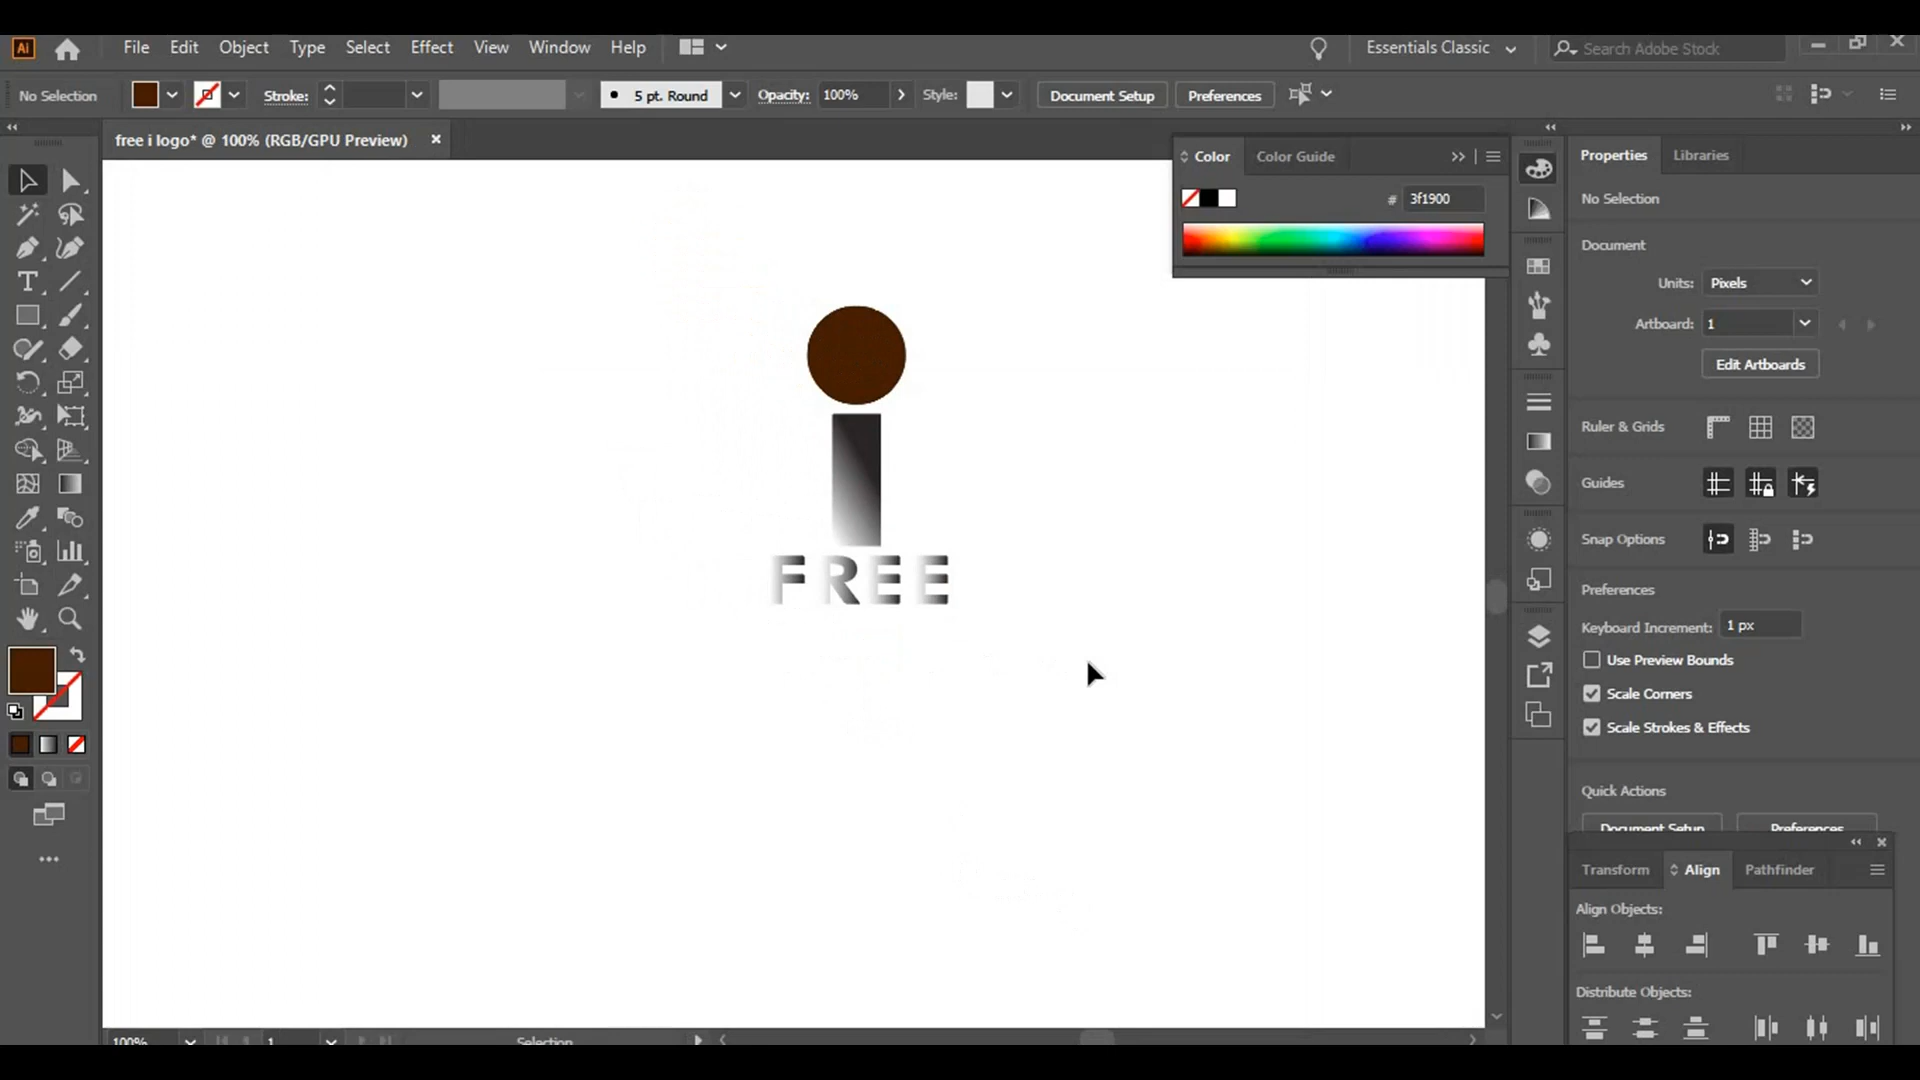 Ai File Edit Object Type Select Effect View Window Help Essentials Classic Search Adobe Stock
No Selection Stroke: 5 pt. Round Opacity: 100% Style: Document Setup Preferences
free i logo* @ 100% (RGB/GPU Preview) ×
Color Color Guide
# 3f1900
Properties Libraries
No Selection
Document
Units: Pixels
Artboard: 1
Edit Artboards
Ruler & Grids
Guides
Snap Options
Preferences
Keyboard Increment: 1 px
Use Preview Bounds
Scale Corners
Scale Strokes & Effects
Quick Actions
Document Setup Preferences
Transform Align Pathfinder
Align Objects:
Distribute Objects:
i
FREE
100% 1 Selection